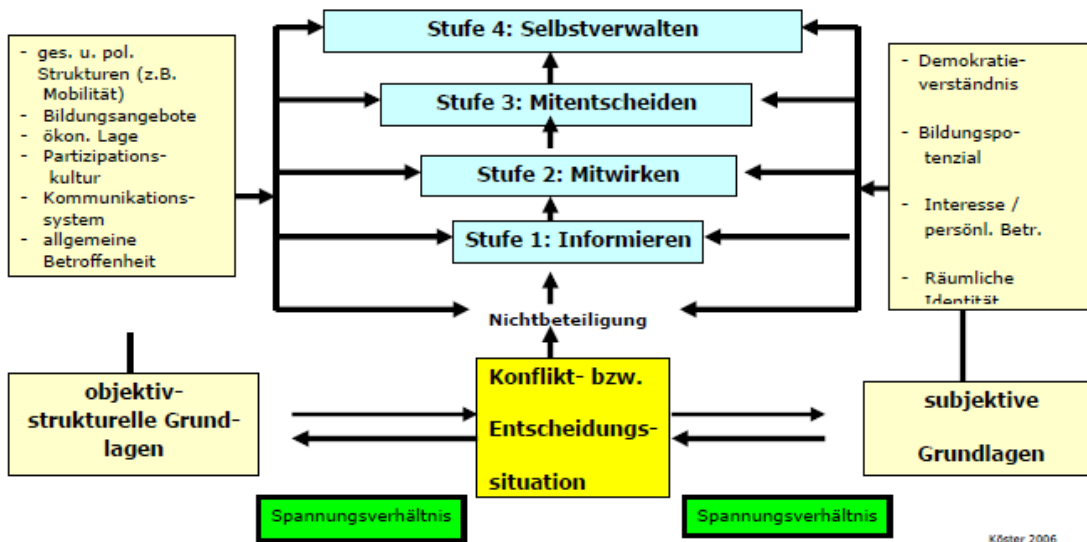 Stufe 4: Selbstverwalten
- ges. u. pol.
Strukturen (z.B.
Mobilität)
- Bildungsangebote
- ökon. Lage
- Partizipations-
kultur
- Kommunikations-
system
- allgemeine
Betroffenheit
Stufe 3: Mitentscheiden
Stufe 2: Mitwirken
Stufe 1: Informieren
Nichtbeteiligung
- Demokratie-
verständnis
- Bildungspo-
tenzial
- Interesse /
persönl. Betr.
- Räumliche
Identität
objektiv-
strukturelle Grund-
lagen
Konflikt- bzw.
Entscheidungs-
situation
subjektive
Grundlagen
Spannungsverhältnis
Spannungsverhältnis
Köster 2006